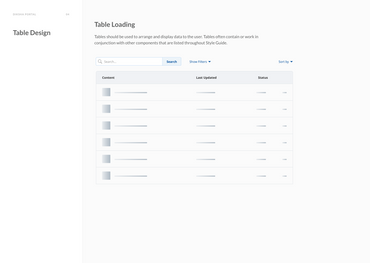 Table Design
Table Loading
Tables should be used to arrange and display data to the user. Tables often contain or work in
conjunction with other components that are listed throughout Style Guide.
Search...
Search
Show Filters
Sort by
Content
Last Updated
Status